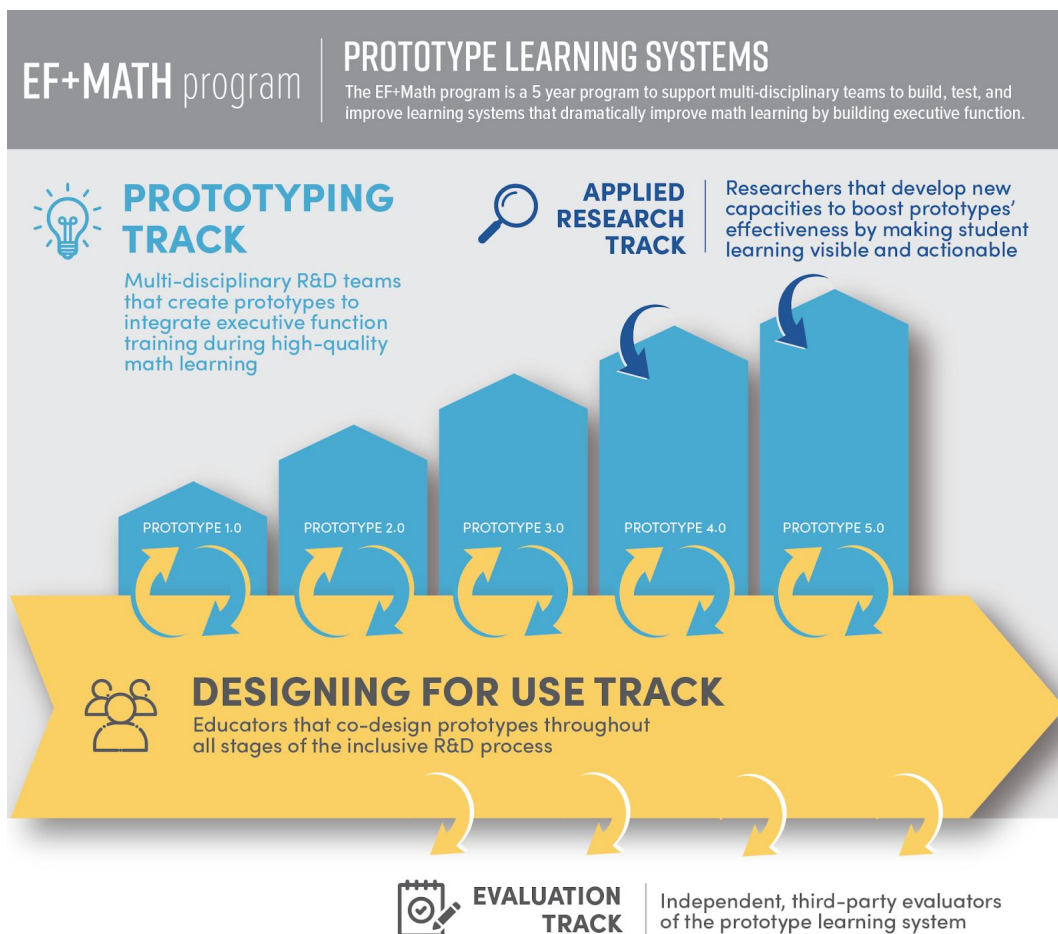 EF+MATH program
PROTOTYPE LEARNING SYSTEMS
The EF+Math program is a 5 year program to support multi-disciplinary teams to build, test, and
improve learning systems that dramatically improve math learning by building executive function.
PROTOTYPING
TRACK
Multi-disciplinary R&D teams
that create prototypes to
integrate executive function
training during high-quality
math learning
APPLIED
RESEARCH
TRACK
Researchers that develop new
capacities to boost prototypes’
effectiveness by making student
learning visible and actionable
PROTOTYPE 1.0
PROTOTYPE 2.0
PROTOTYPE 3.0
PROTOTYPE 4.0
PROTOTYPE 5.0
DESIGNING FOR USE TRACK
Educators that co-design prototypes throughout
all stages of the inclusive R&D process
EVALUATION
TRACK
Independent, third-party evaluators
of the prototype learning system